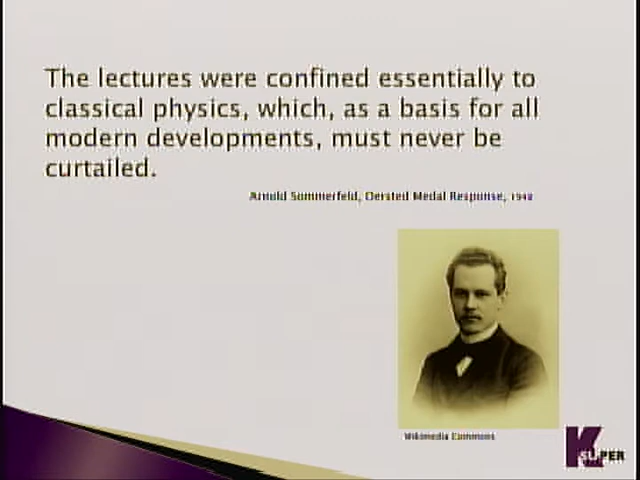 The lectures were confined essentially to
classical physics, which, as a basis for all
modern developments, must never be
curtailed.
Arnold Sommerfeld, Oersted Medal Response, 1948
Wikimedia Commons
K
SUPER